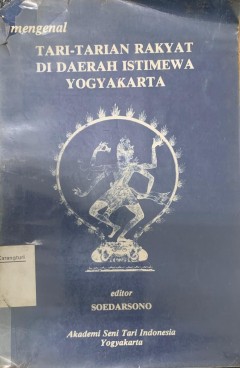 mengenal
TARI-TARIAN RAKYAT
DI DAERAH ISTIMEWA
YOGYAKARTA
editor
SOEDARSONO
Akademi Seni Tari Indonesia
Yogyakarta